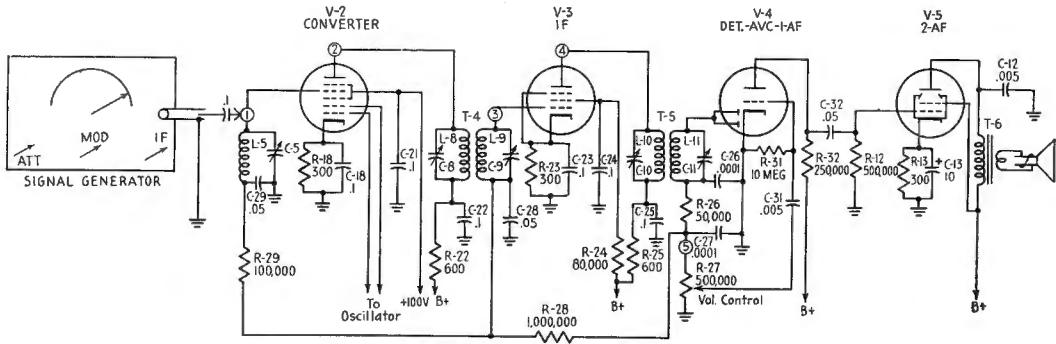 V-2
CONVERTER
V-3
IF
V-4
DET.-AVC-1-AF
V-5
2-AF
ATT
MOD
IF
SIGNAL GENERATOR
.1
1
L-5
C-5
C-29
.05
R-29
100,000
2
R-18
300
C-18
.1
C-21
.1
To
Oscillator
+100V
T-4
L-8
C-8
C-22
.1
R-22
600
B+
3
L-9
C-9
C-28
.05
4
R-23
300
C-23
.1
C-24
.1
R-24
80,000
B+
R-28
1,000,000
T-5
L-10
C-10
C-25
.1
R-25
600
L-11
C-11
C-26
.0001
R-26
50,000
C-27
.0001
5
R-27
500,000
Vol. Control
R-31
10 MEG
C-31
.005
C-32
.05
R-32
250,000
B+
R-12
500,000
R-13
300
C-13
10
+
C-12
.005
T-6
B+